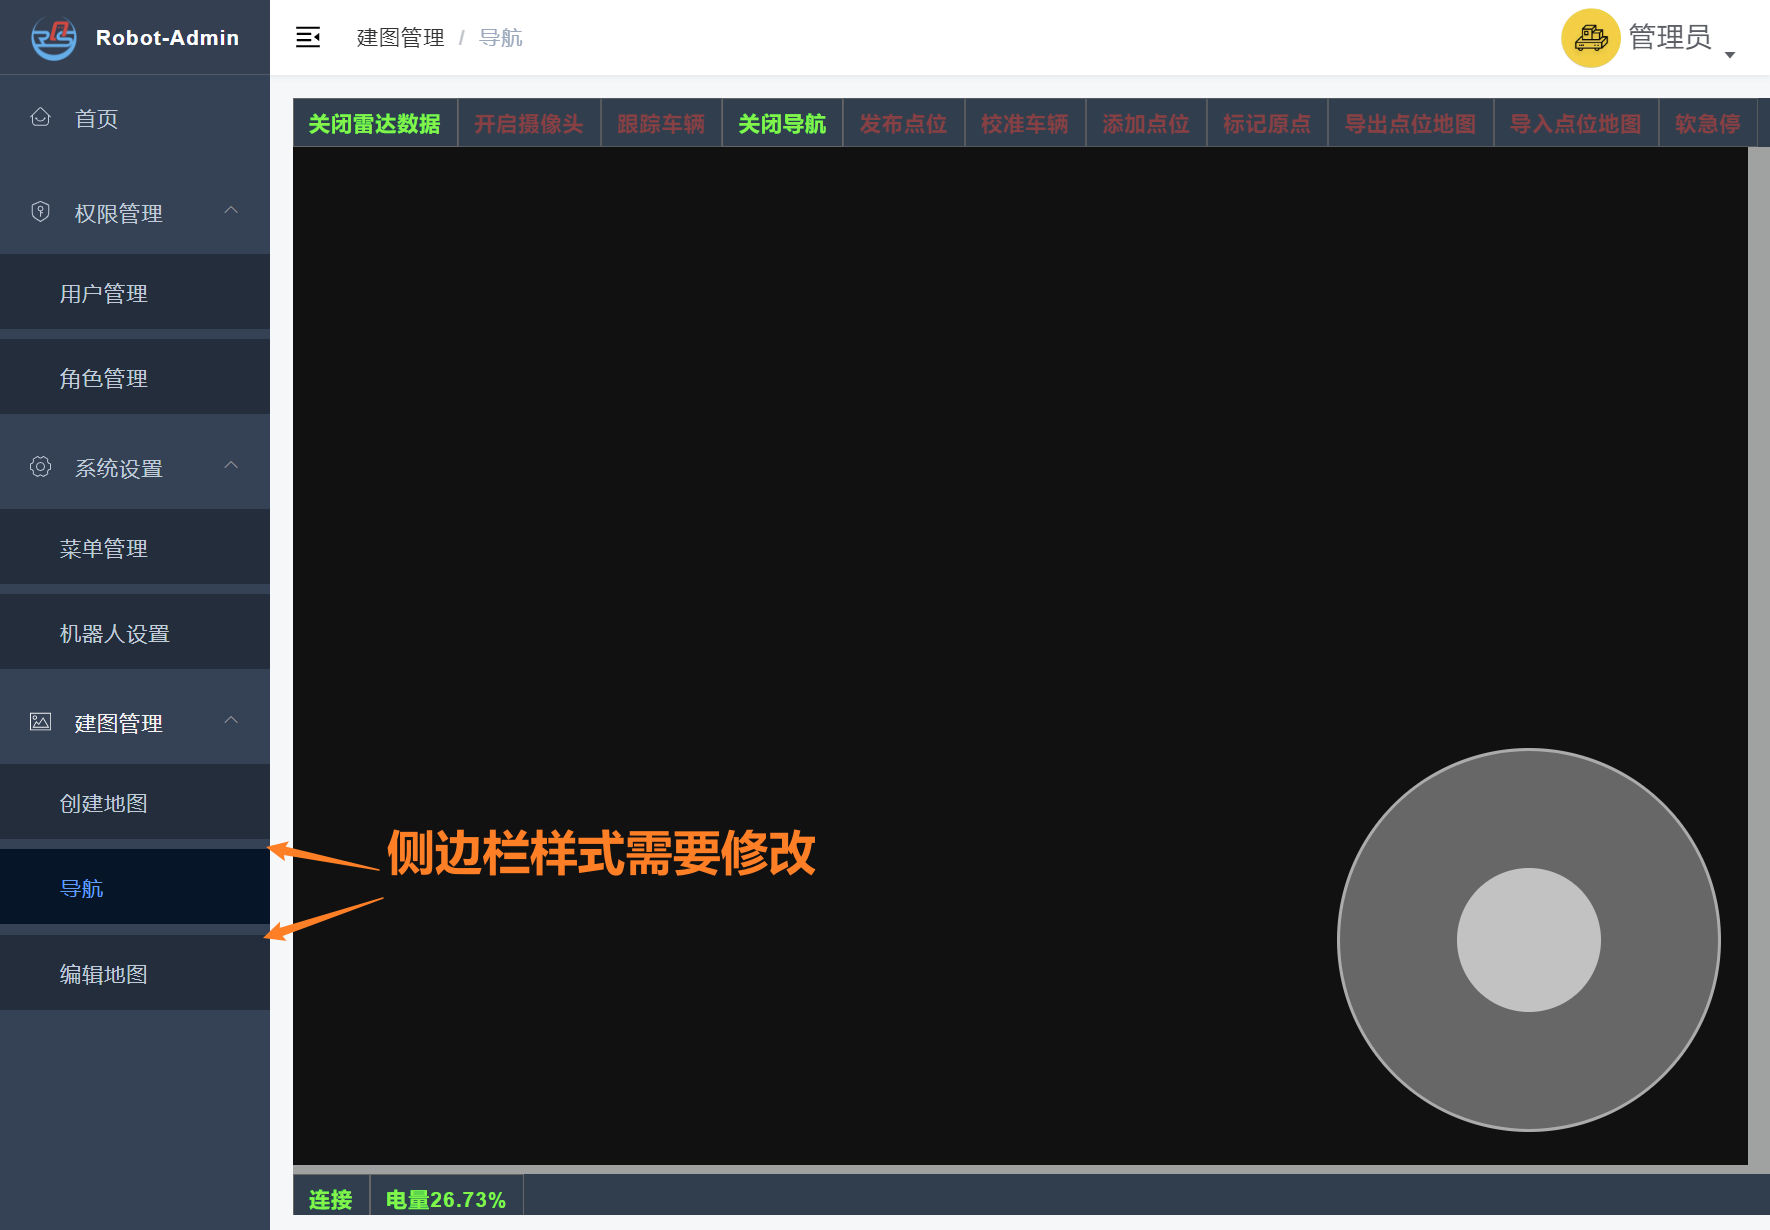 Robot-Admin
建图管理 / 导航
管理员
首页
权限管理
用户管理
角色管理
系统设置
菜单管理
机器人设置
建图管理
创建地图
导航
编辑地图
关闭雷达数据 开启摄像头 跟踪车辆 关闭导航 发布点位 校准车辆 添加点位 标记原点 导出点位地图 导入点位地图 软急停
侧边栏样式需要修改
连接 电量26.73%